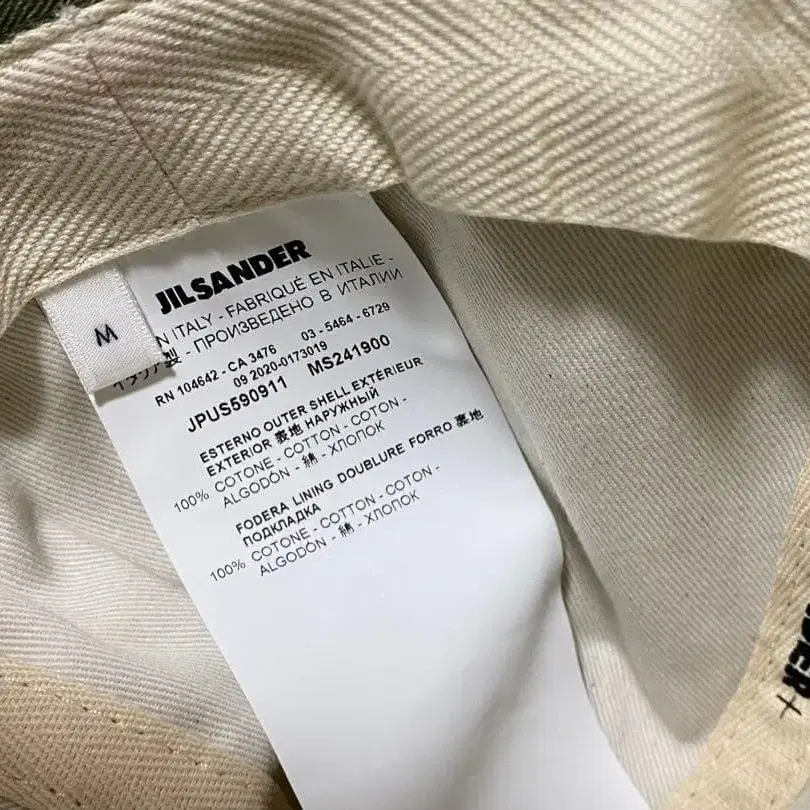 M
JILSANDER
N ITALY - FABRIQUÉ EN ITALIE -
製 - ПРОИЗВЕДЕНО В ИТАЛИИ
イタリア
RN 104642 - CA 3476 03 - 5464 - 6729
09 2020-0173019
JPUS590911 MS241900
ESTERNO OUTER SHELL EXTÉRIEUR
EXTERIOR 表地 НАРУЖНЫЙ
100% COTONE - COTTON - COTON -
ALGODÓN - 綿 - ХЛОПОК
FODERA LINING DOUBLURE FORRO 裏地
ПОДКЛАДКА
100% COTONE - COTTON - COTON -
ALGODÓN - 綿 - ХЛОПОК
DER+